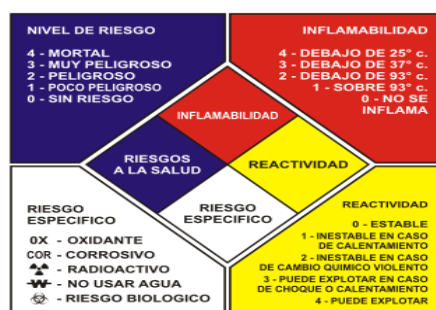 NIVEL DE RIESGO
4 - MORTAL
3 - MUY PELIGROSO
2 - PELIGROSO
1 - POCO PELIGROSO
0 - SIN RIESGO
INFLAMABILIDAD
4 - DEBAJO DE 25° c.
3 - DEBAJO DE 37° c.
2 - DEBAJO DE 93° c.
1 - SOBRE 93° c.
0 - NO SE
INFLAMA
INFLAMABILIDAD
RIESGOS
A LA SALUD
REACTIVIDAD
RIESGO
ESPECIFICO
RIESGO
ESPECIFICO
0X - OXIDANTE
COR - CORROSIVO
- RADIOACTIVO
W - NO USAR AGUA
- RIESGO BIOLOGICO
REACTIVIDAD
0 - ESTABLE
1 - INESTABLE EN CASO
DE CALENTAMIENTO
2 - INESTABLE EN CASO
DE CAMBIO QUIMICO VIOLENTO
3 - PUEDE EXPLOTAR EN CASO
DE CHOQUE O CALENTAMIENTO
4 - PUEDE EXPLOTAR